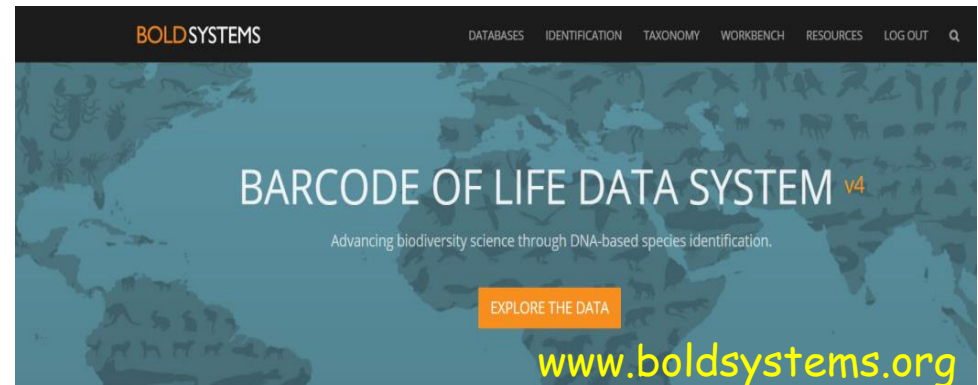 BOLDSYSTEMS DATABASES IDENTIFICATION TAXONOMY WORKBENCH RESOURCES LOG OUT
BARCODE OF LIFE DATA SYSTEM v4
Advancing biodiversity science through DNA-based species identification.
EXPLORE THE DATA
www.boldsystems.org